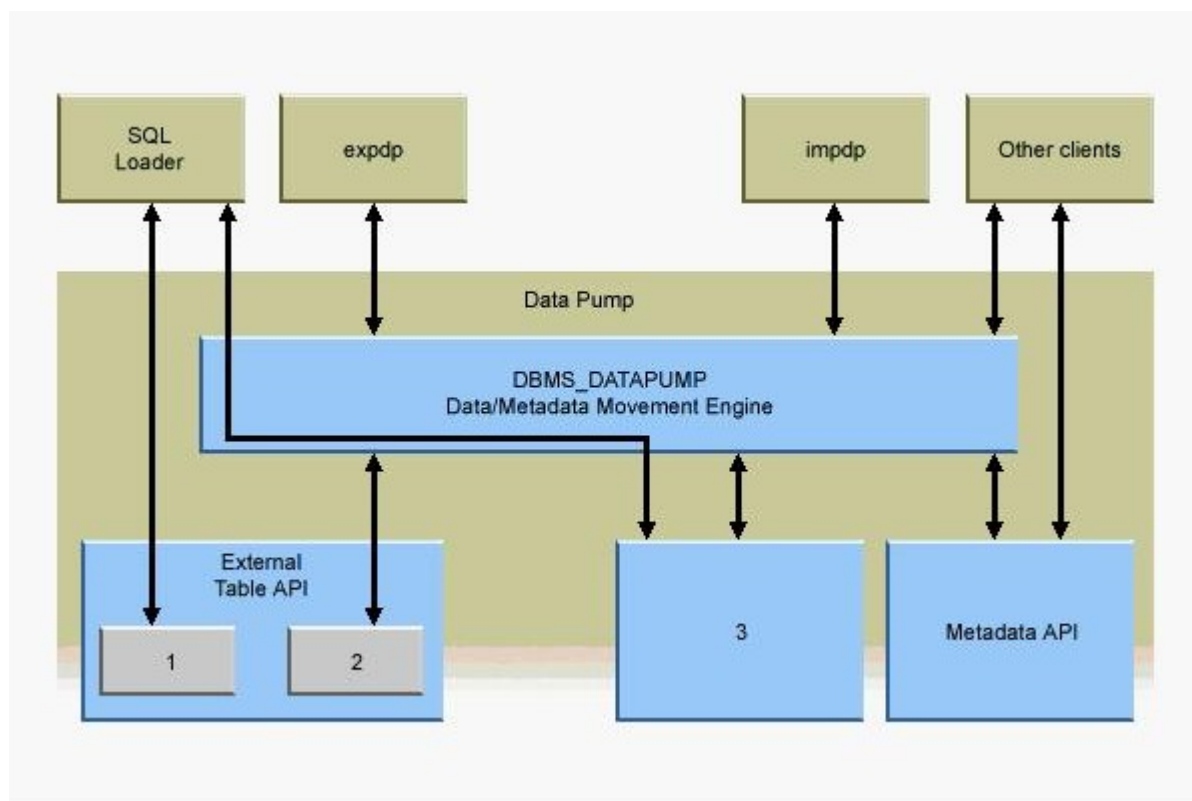 SQL
Loader
expdp
impdp
Other clients
Data Pump
DBMS_DATAPUMP
Data/Metadata Movement Engine
External
Table API
1
2
3
Metadata API